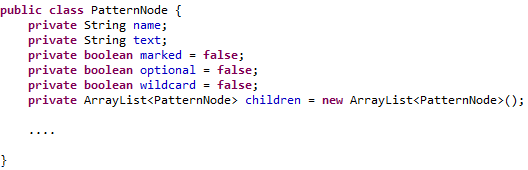 public class PatternNode {
    private String name;
    private String text;
    private boolean marked = false;
    private boolean optional = false;
    private boolean wildcard = false;
    private ArrayList<PatternNode> children = new ArrayList<PatternNode>();
    ....
}